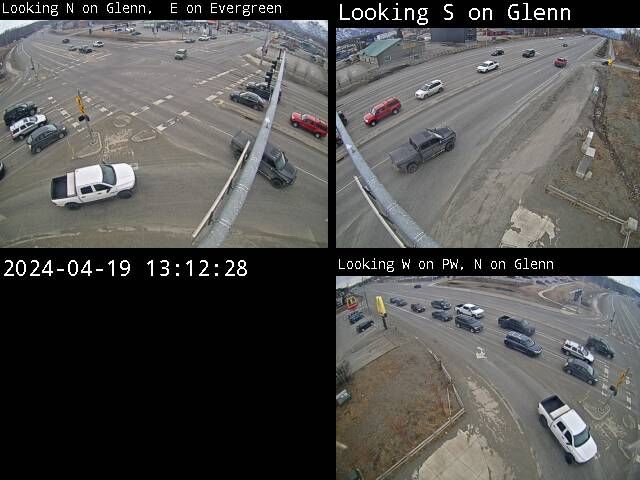 Looking N on Glenn,  E on Evergreen
Looking S on Glenn
2024-04-19 13:12:28
Looking W on PW, N on Glenn